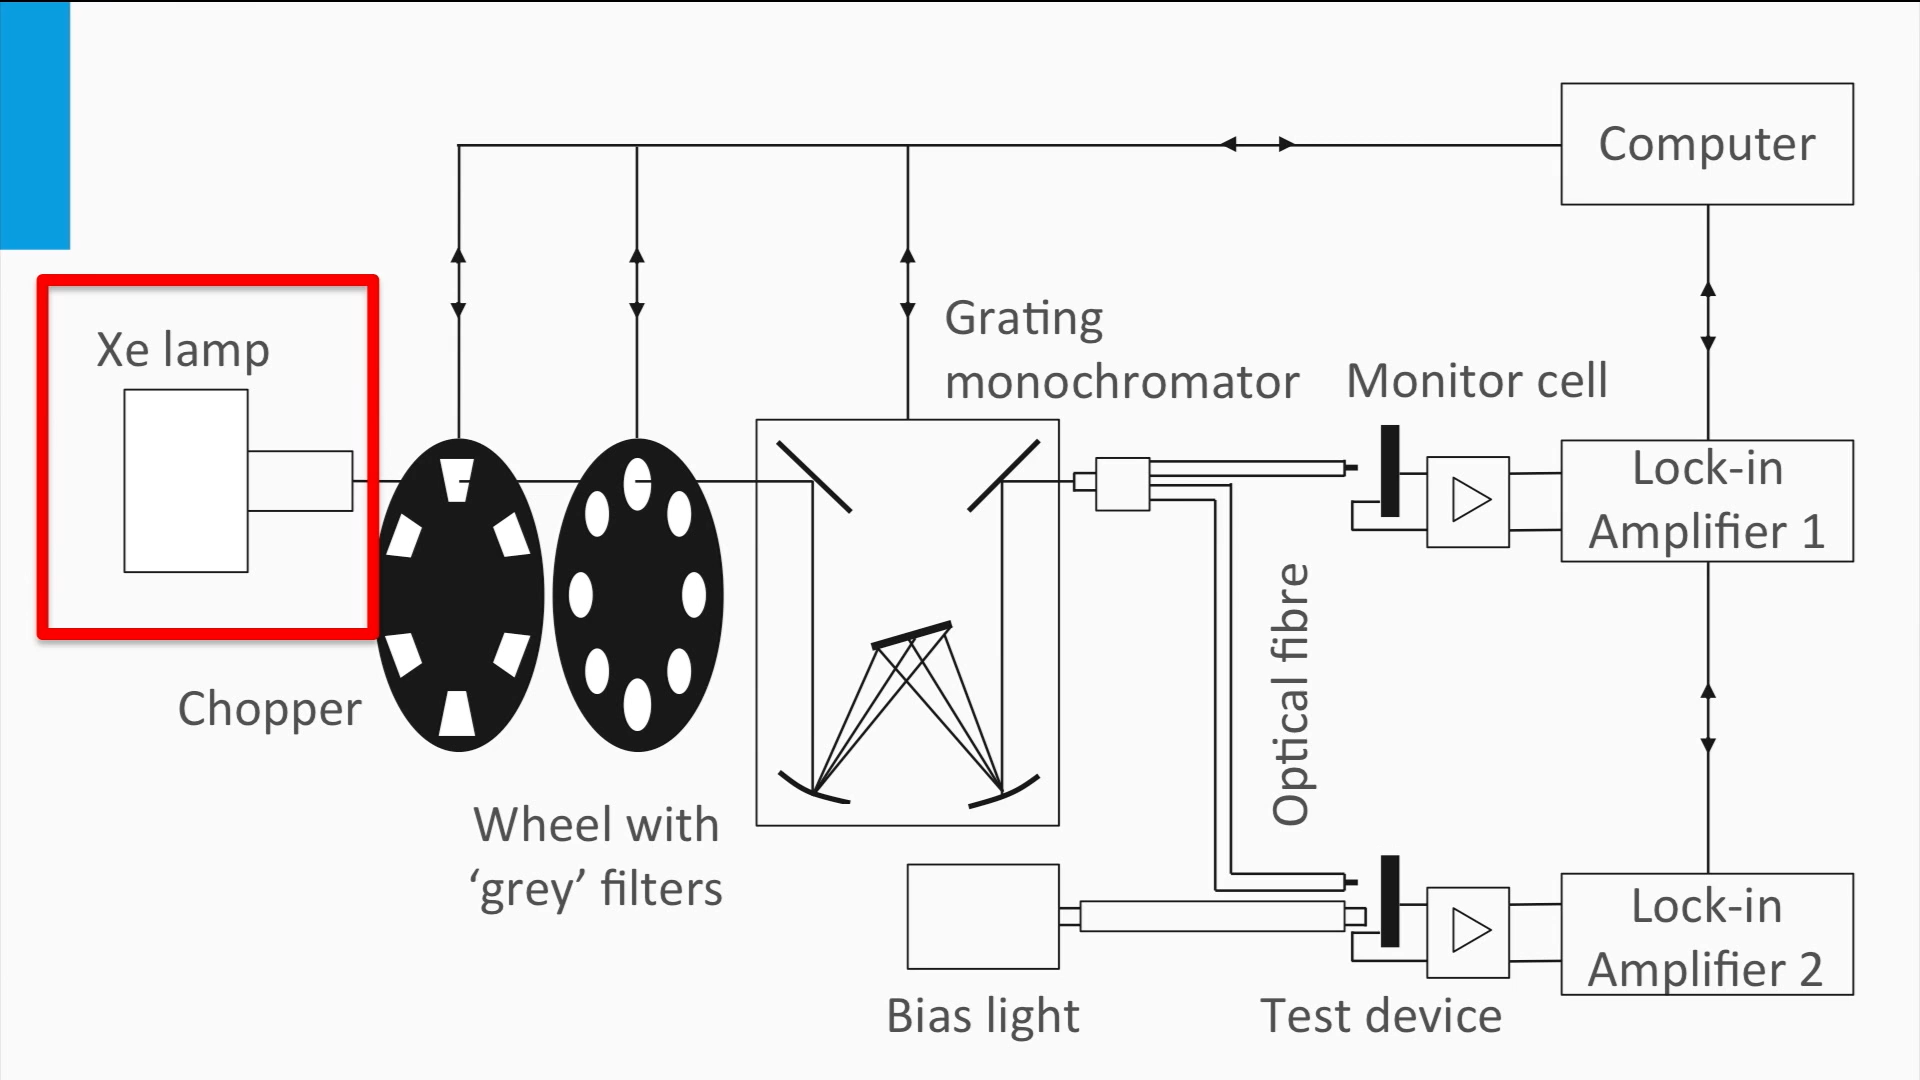 Computer
Xe lamp
Grating
monochromator
Monitor cell
Lock-in
Amplifier 1
Optical fibre
Chopper
Wheel with
‘grey’ filters
Lock-in
Amplifier 2
Bias light
Test device